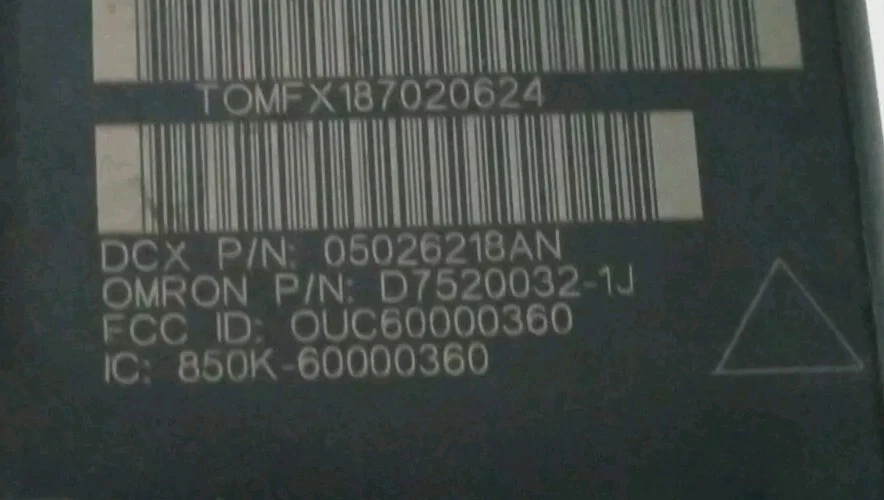 TOMFX187020624
DCX P/N: 05026218AN
OMRON P/N: D7520032-1J
FCC ID: OUC60000360
IC: 850K-60000360